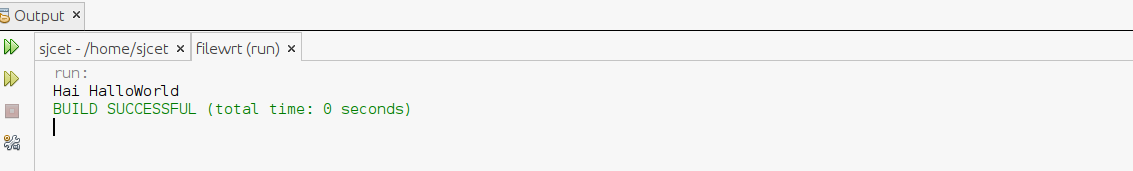 Output
sjcet - /home/sjcet filewrt (run)
run:
Hai HalloWorld
BUILD SUCCESSFUL (total time: 0 seconds)